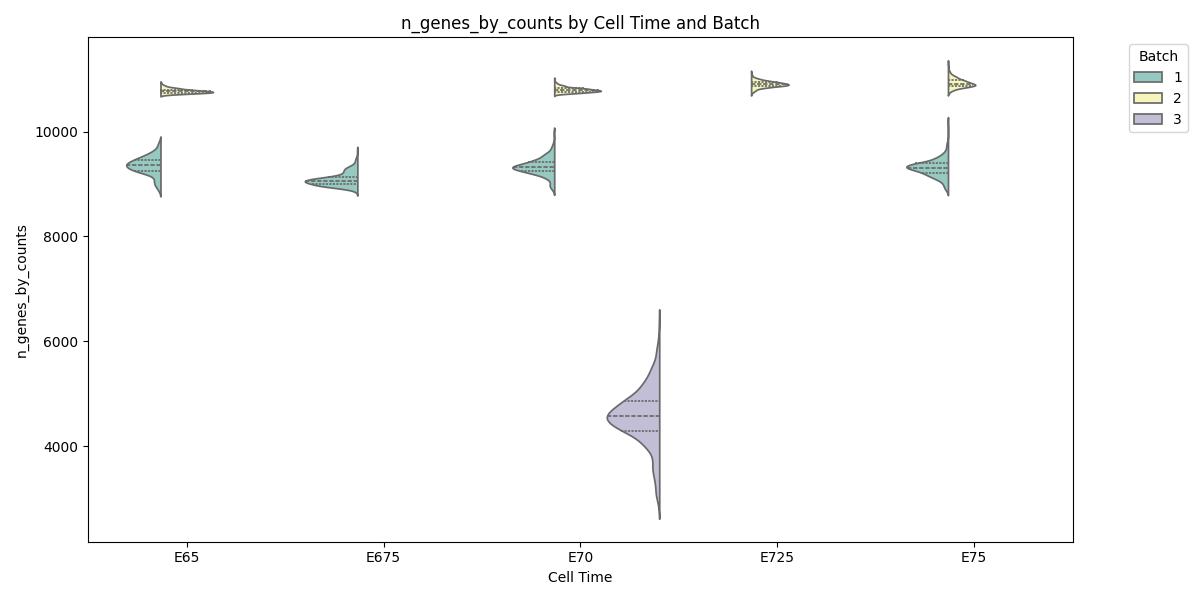 n_genes_by_counts by Cell Time and Batch
Batch
1
2
3
10000
8000
6000
4000
n_genes_by_counts
E65 E675 E70 E725 E75
Cell Time